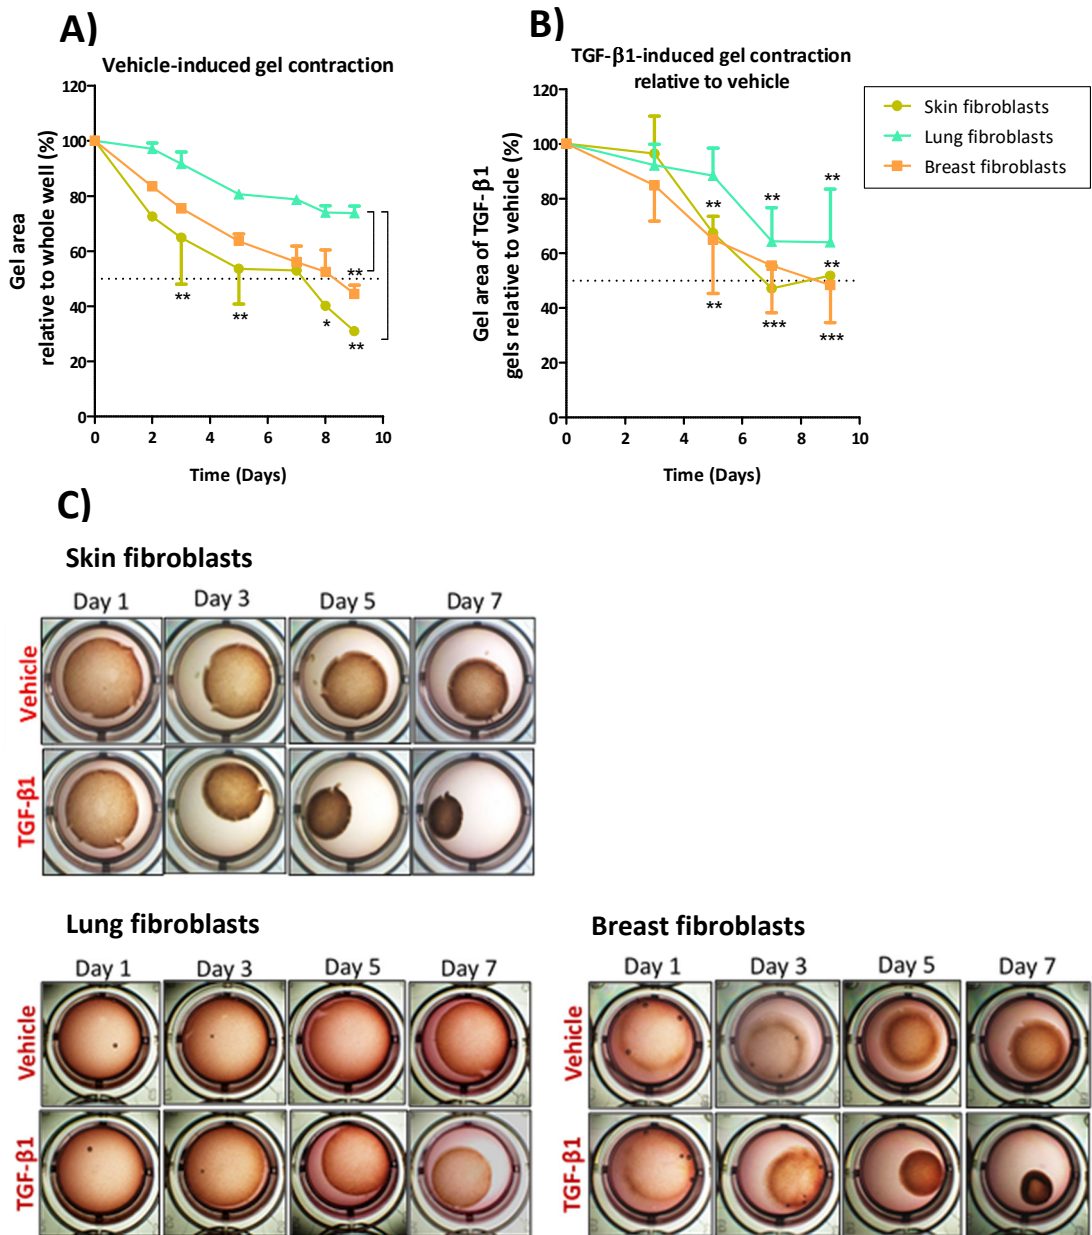 A)
Vehicle-induced gel contraction
Gel area
relative to whole well (%)
120
100
80
60
40
20
0
**
**
**
*
**
0 2 4 6 8 10
Time (Days)
B)
TGF-β1-induced gel contraction
relative to vehicle
Gel area of TGF-β1
gels relative to vehicle (%)
120
100
80
60
40
20
0
**
**
**
**
**
***
***
0 2 4 6 8 10
Time (Days)
Skin fibroblasts
Lung fibroblasts
Breast fibroblasts
C)
Skin fibroblasts
Day 1 Day 3 Day 5 Day 7
Vehicle
TGF-β1
Lung fibroblasts
Day 1 Day 3 Day 5 Day 7
Vehicle
TGF-β1
Breast fibroblasts
Day 1 Day 3 Day 5 Day 7
Vehicle
TGF-β1